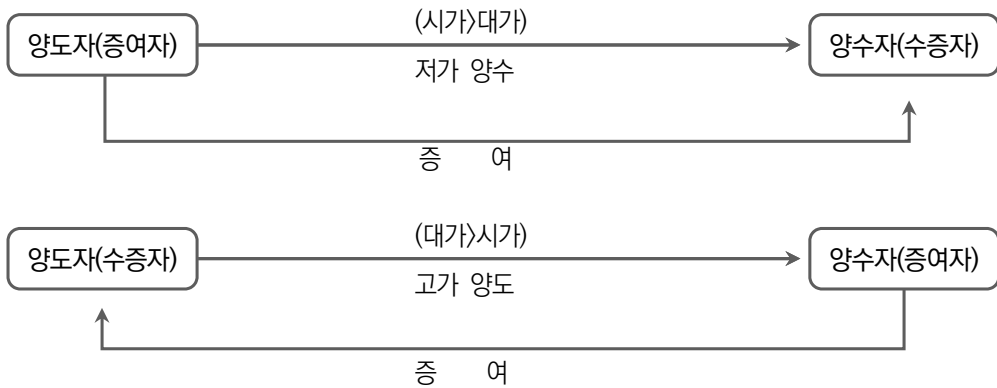 (시가〉대가)
양도자(증여자)
양수자(수증자)
저가 양수
증 여
(대가〉시가)
양도자(수증자)
양수자(증여자)
고가 양도
증 여